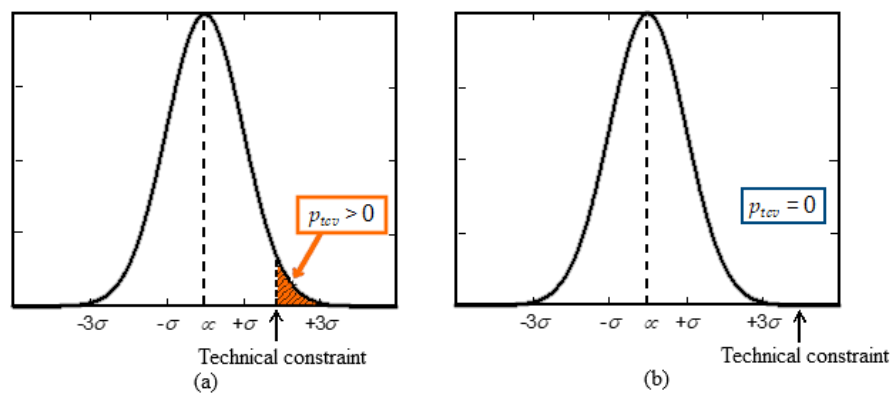 p_tcv > 0
-3σ -σ ∝ +σ +3σ
Technical constraint
(a)
p_tcv = 0
-3σ -σ ∝ +σ +3σ
Technical constraint
(b)